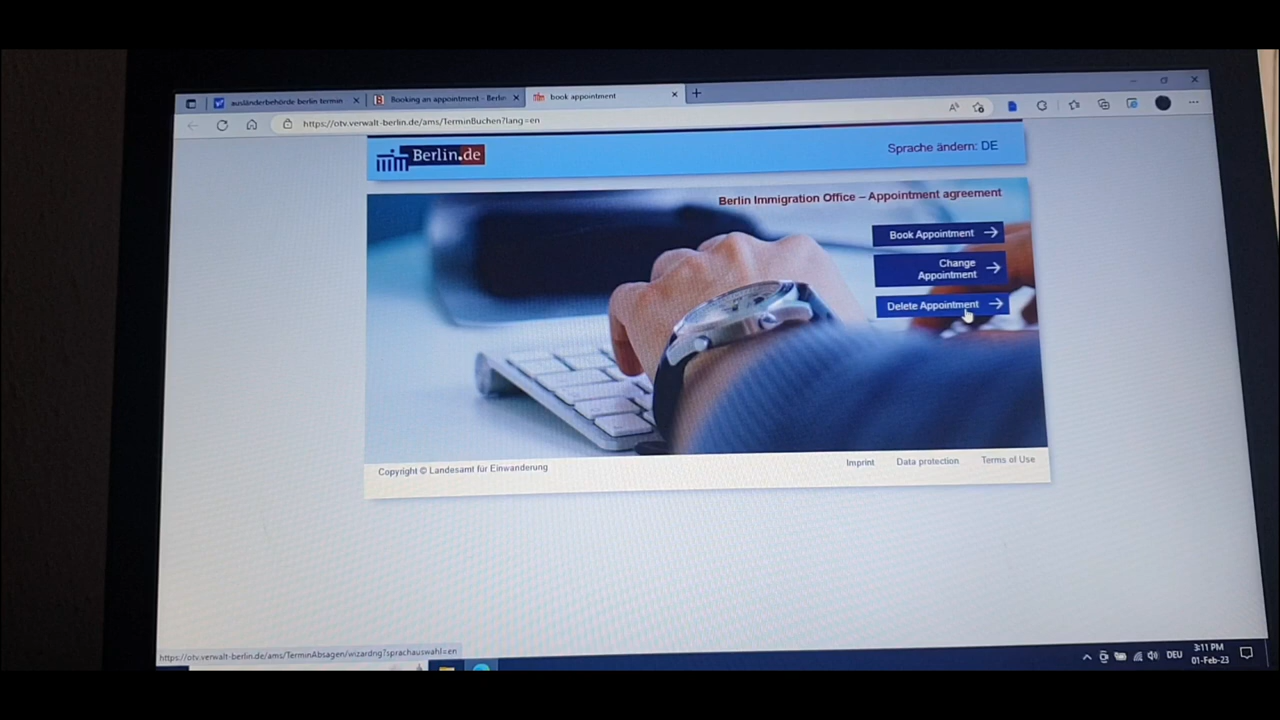 ausländerbehörde berlin termin
Booking an appointment - Berlin
book appointment
https://otv.verwalt-berlin.de/ams/TerminBuchen?lang=en
Berlin.de
Sprache ändern: DE
Berlin Immigration Office – Appointment agreement
Book Appointment
Change
Appointment
Delete Appointment
Copyright © Landesamt für Einwanderung
Imprint
Data protection
Terms of Use
https://otv.verwalt-berlin.de/ams/TerminAbsagen/wizardng?sprachauswahl=en
DEU
3:11 PM
01-Feb-23